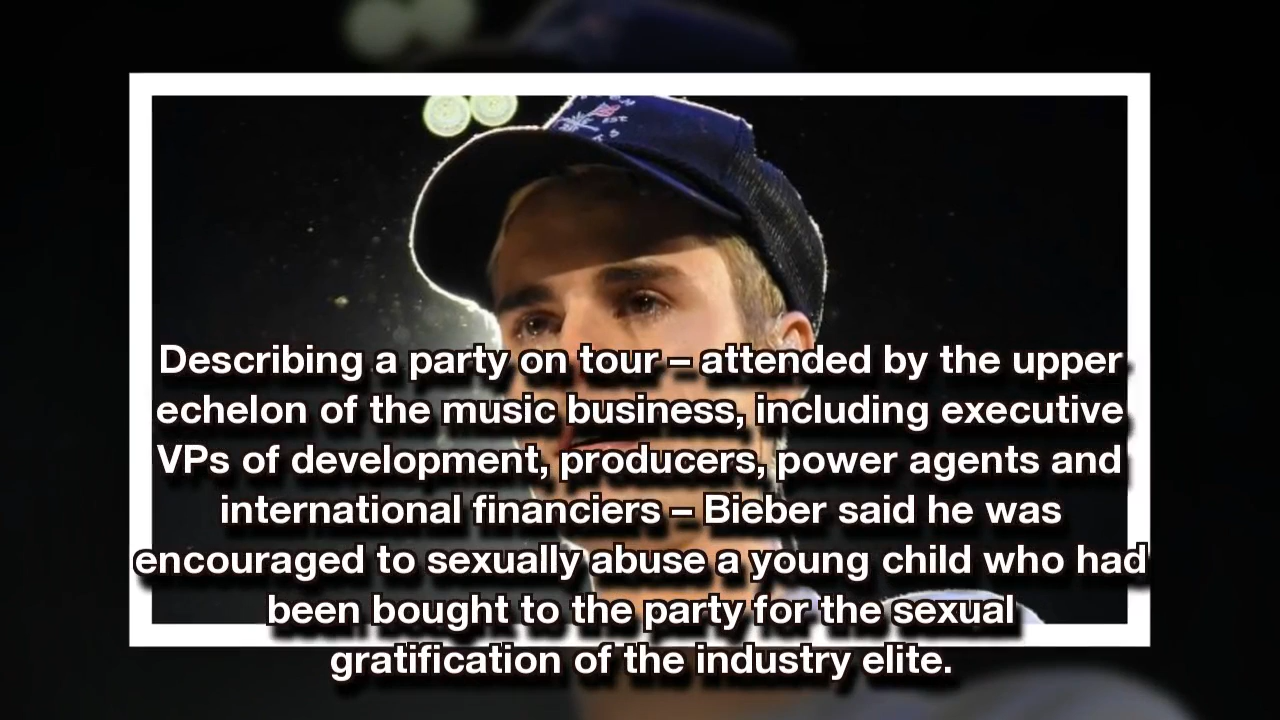 Describing a party on tour – attended by the upper
echelon of the music business, including executive
VPs of development, producers, power agents and
international financiers – Bieber said he was
encouraged to sexually abuse a young child who had
been bought to the party for the sexual
gratification of the industry elite.